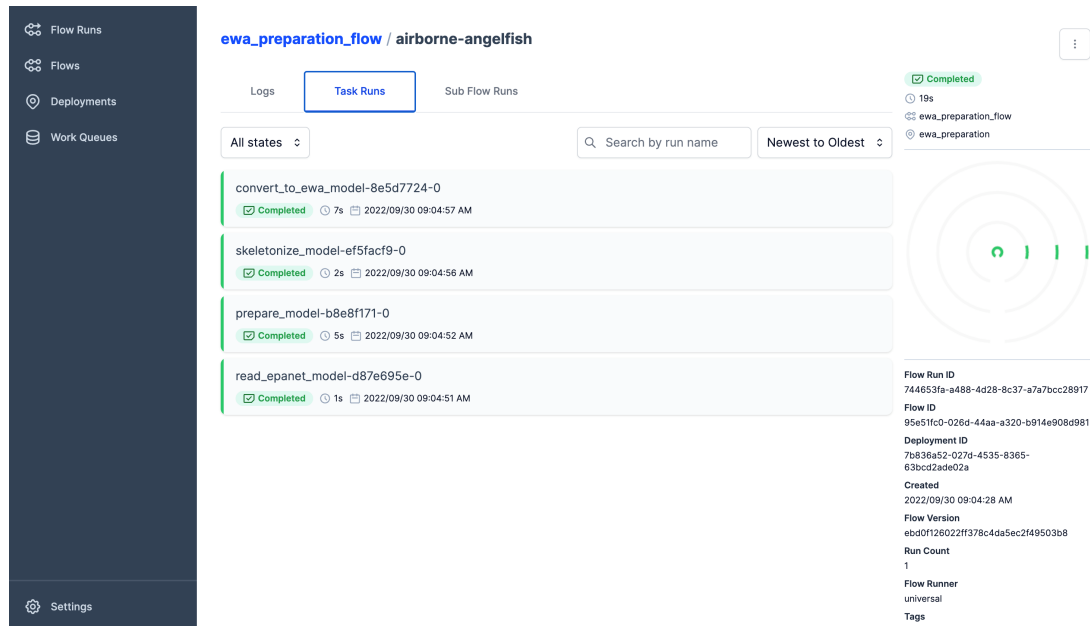 Flow Runs
Flows
Deployments
Work Queues
Settings
ewa_preparation_flow / airborne-angelfish
Logs
Task Runs
Sub Flow Runs
All states
Search by run name
Newest to Oldest
convert_to_ewa_model-8e5d7724-0
Completed 7s 2022/09/30 09:04:57 AM
skeletonize_model-ef5facf9-0
Completed 2s 2022/09/30 09:04:56 AM
prepare_model-b8e8f171-0
Completed 5s 2022/09/30 09:04:52 AM
read_epanet_model-d87e695e-0
Completed 1s 2022/09/30 09:04:51 AM
Completed
19s
ewa_preparation_flow
ewa_preparation
Flow Run ID
744653fa-a488-4d28-8c37-a7a7bcc28917
Flow ID
95e51fc0-026d-44aa-a320-b914e908d981
Deployment ID
7b836a52-027d-4535-8365-
63bcd2ade02a
Created
2022/09/30 09:04:28 AM
Flow Version
ebd0f126022ff378c4da5ec2f49503b8
Run Count
1
Flow Runner
universal
Tags